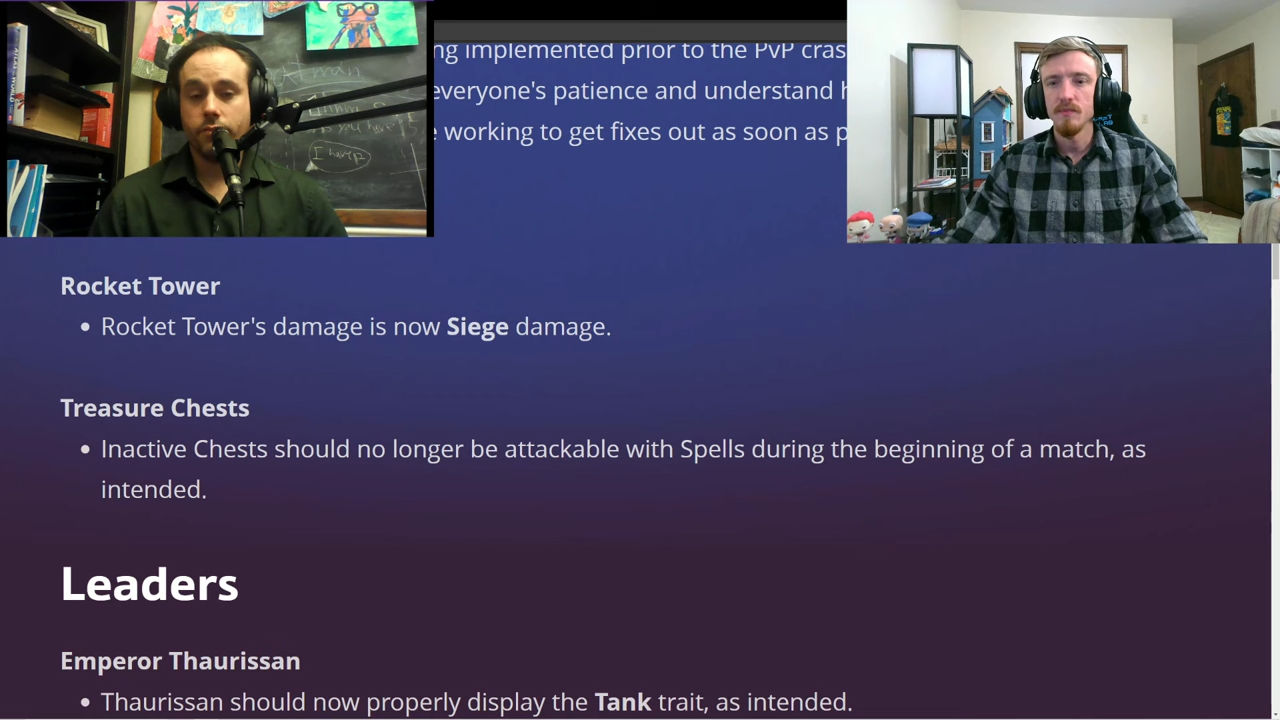 ng implemented prior to the PvP cras
everyone's patience and understand h
e working to get fixes out as soon as p
I have
Rocket Tower
• Rocket Tower's damage is now Siege damage.
Treasure Chests
• Inactive Chests should no longer be attackable with Spells during the beginning of a match, as
intended.
Leaders
Emperor Thaurissan
• Thaurissan should now properly display the Tank trait, as intended.